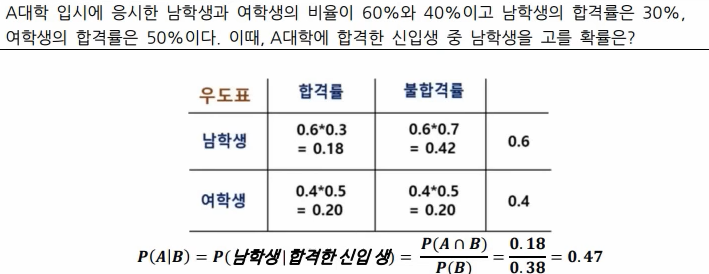 A대학 입시에 응시한 남학생과 여학생의 비율이 60%와 40%이고 남학생의 합격률은 30%,
여학생의 합격률은 50%이다. 이때, A대학에 합격한 신입생 중 남학생을 고를 확률은?
우도표 합격률 불합격률
남학생 0.6*0.3 = 0.18 0.6*0.7 = 0.42 0.6
여학생 0.4*0.5 = 0.20 0.4*0.5 = 0.20 0.4
P(A|B) = P(남학생|합격한 신입 생) = P(A ∩ B) / P(B) = 0.18 / 0.38 = 0.47